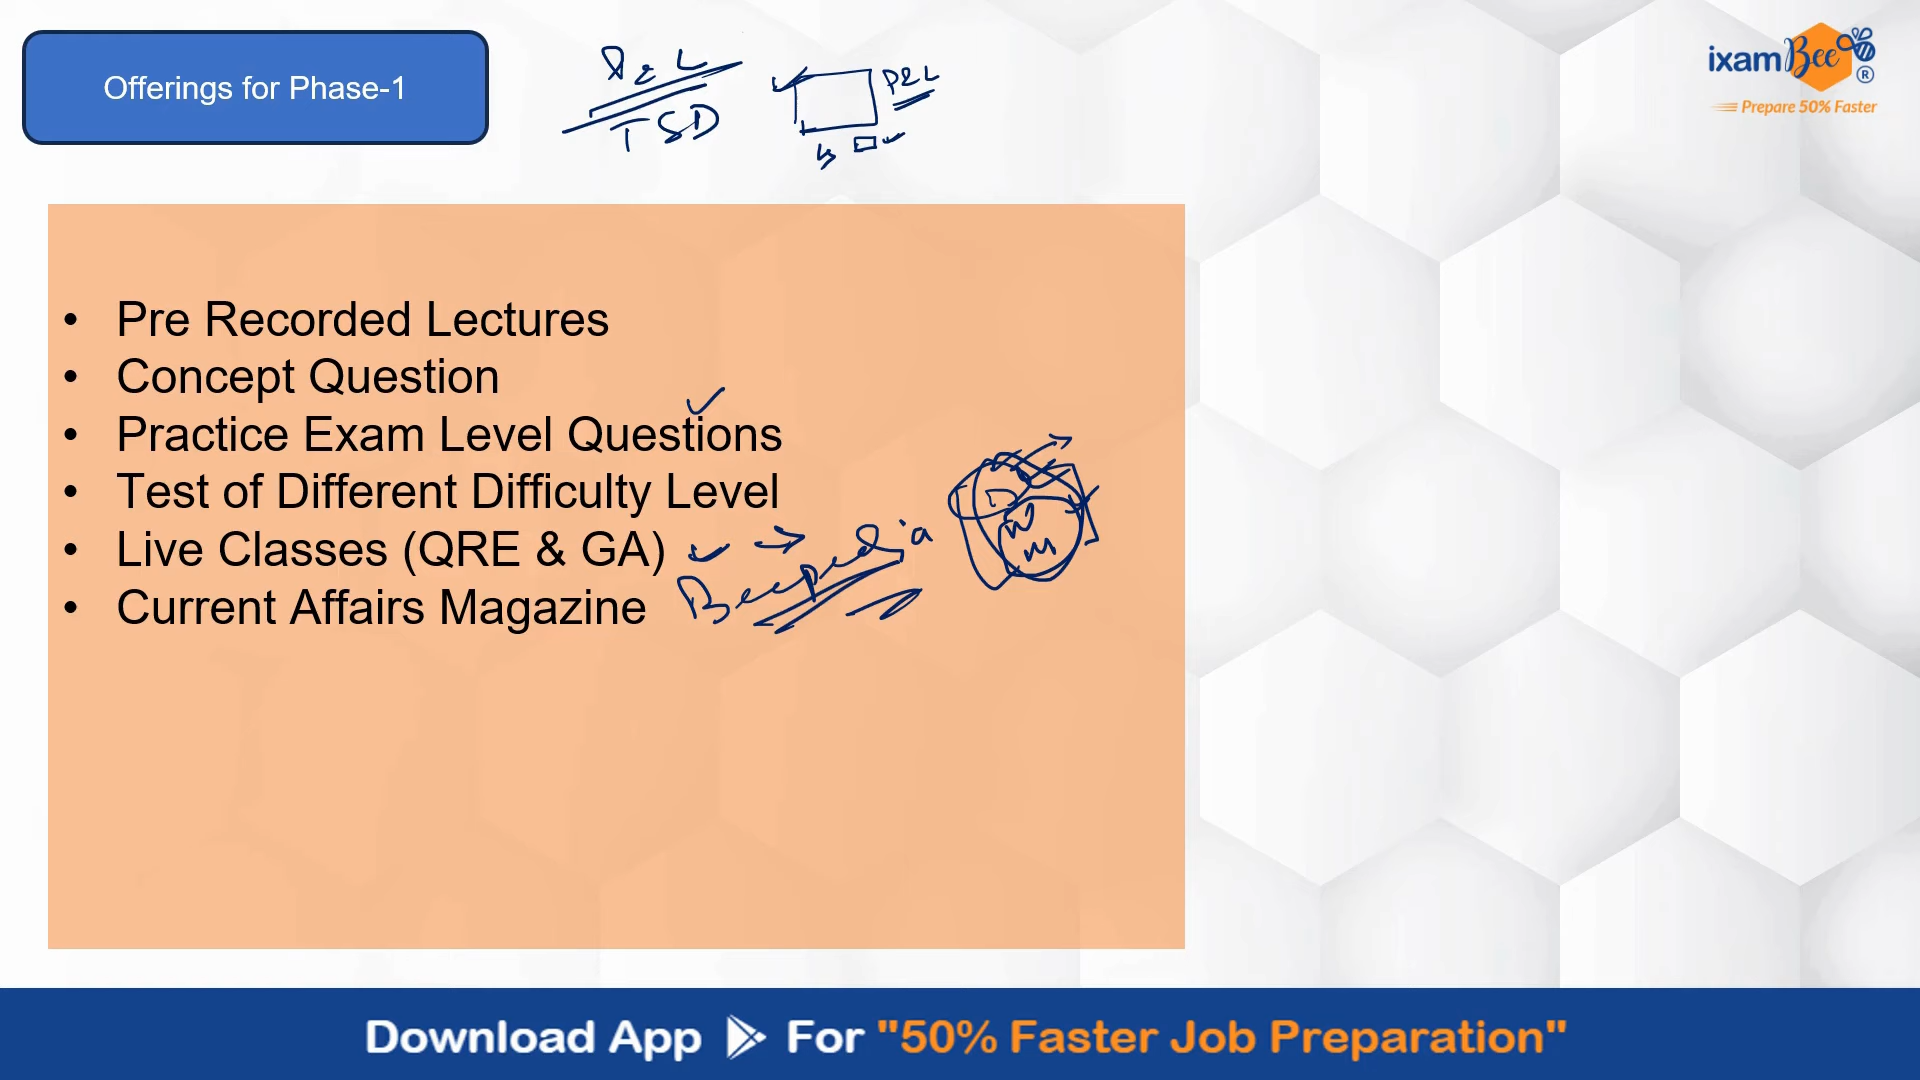 Offerings for Phase-1
P & L
TSD
P & L
ixamBee
®
Prepare 50% Faster
• Pre Recorded Lectures
• Concept Question
• Practice Exam Level Questions
• Test of Different Difficulty Level
• Live Classes (QRE & GA)
• Current Affairs Magazine
Beepedia
D
W
M
Download App For "50% Faster Job Preparation"